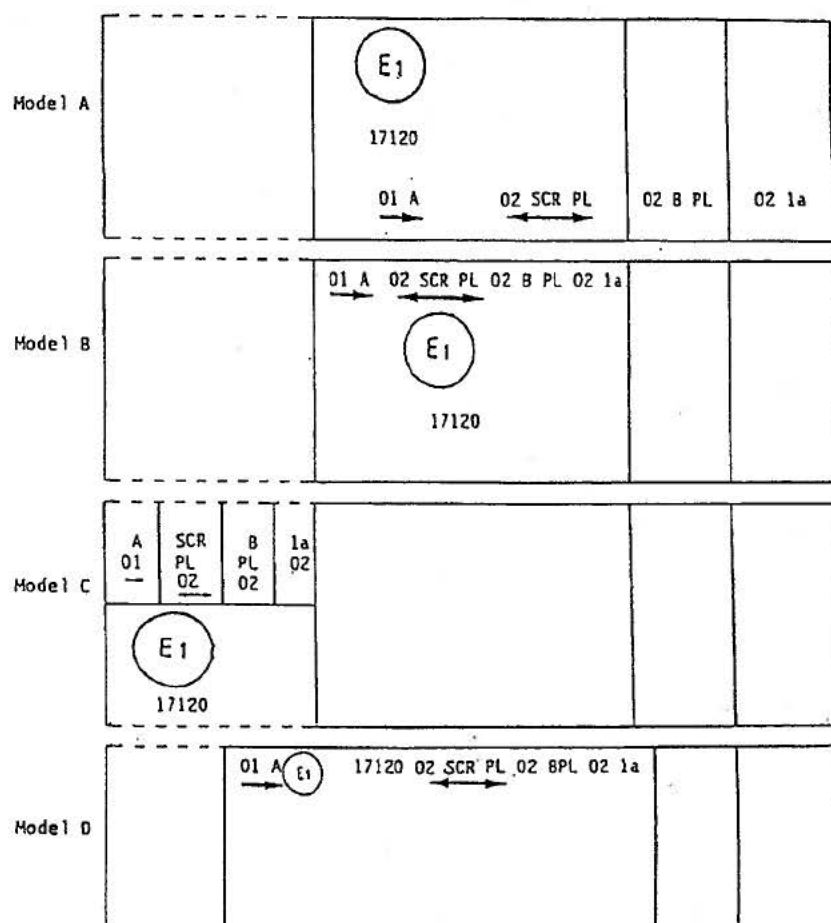 E1
Model A
17120
01 A 02 SCR PL 02 B PL 02 1a
01 A 02 SCR PL 02 B PL 02 1a
Model B
E1
17120
A SCR B 1a
01 PL PL 02
02 02
Model C
E1
17120
01 A E1 17120 02 SCR PL 02 BPL 02 1a
Model D